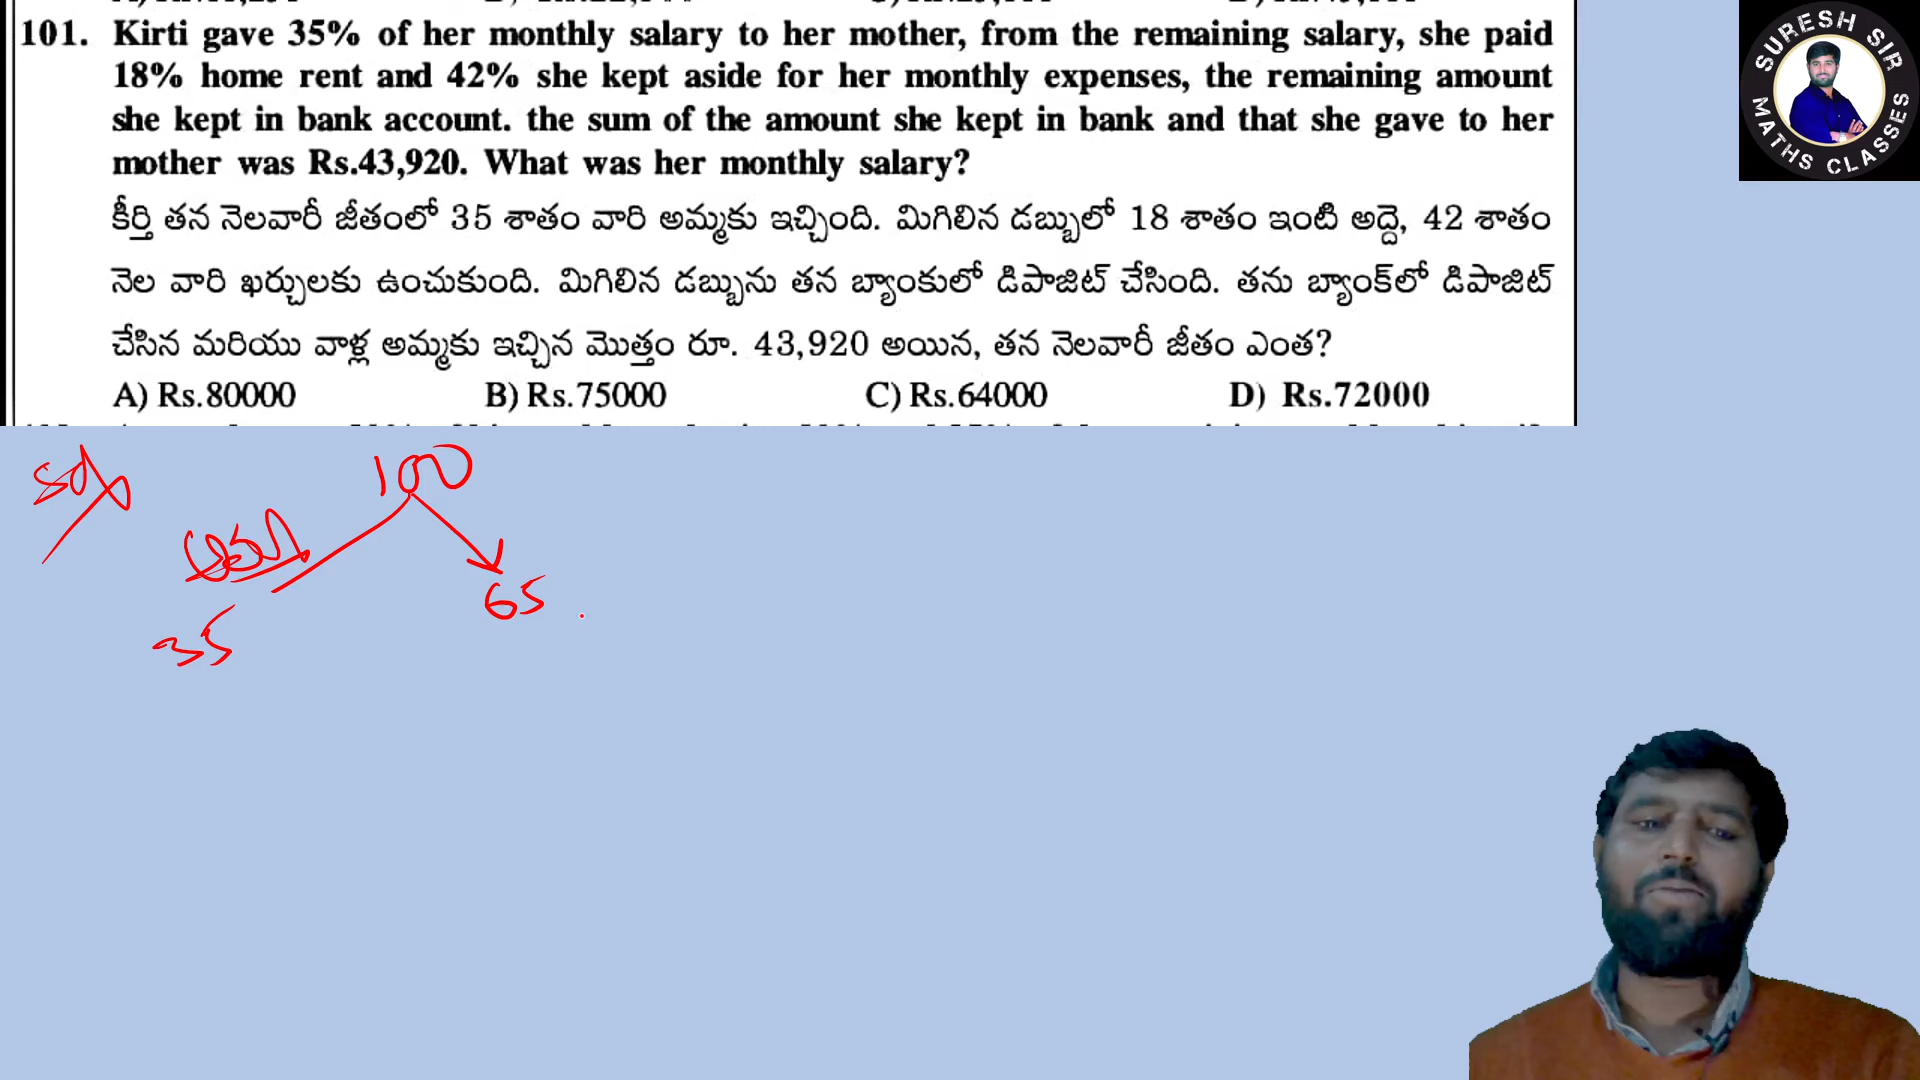 101. Kirti gave 35% of her monthly salary to her mother, from the remaining salary, she paid
18% home rent and 42% she kept aside for her monthly expenses, the remaining amount
she kept in bank account. the sum of the amount she kept in bank and that she gave to her
mother was Rs.43,920. What was her monthly salary?
కీర్తి తన నెలవారీ జీతంలో 35 శాతం వారి అమ్మకు ఇచ్చింది. మిగిలిన డబ్బులో 18 శాతం ఇంటి అద్దె, 42 శాతం
నెల వారి ఖర్చులకు ఉంచుకుంది. మిగిలిన డబ్బును తన బ్యాంకులో డిపాజిట్ చేసింది. తను బ్యాంక్‌లో డిపాజిట్
చేసిన మరియు వాళ్ల అమ్మకు ఇచ్చిన మొత్తం రూ. 43,920 అయిన, తన నెలవారీ జీతం ఎంత?
A) Rs.80000 B) Rs.75000 C) Rs.64000 D) Rs.72000
Sol
100
65
35
SURESH SIR
MATHS CLASSES